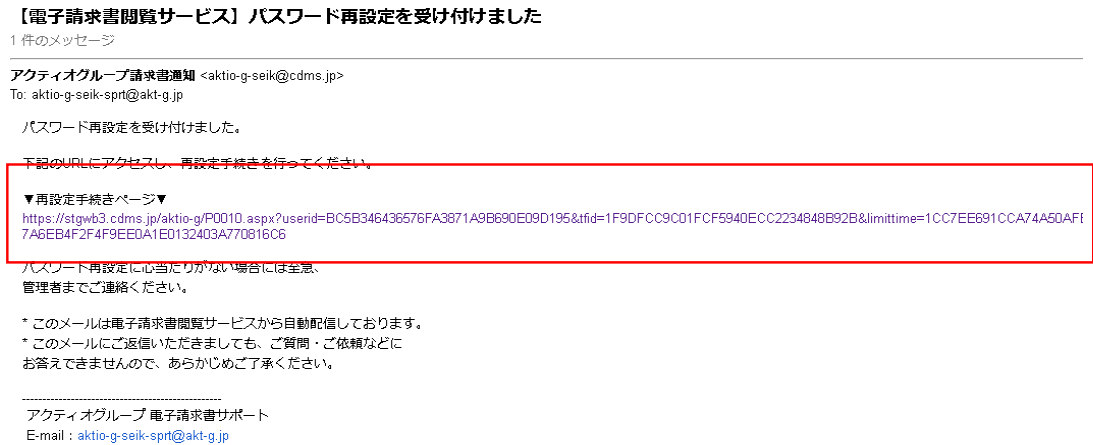 【電子請求書閲覧サービス】パスワード再設定を受け付けました
1 件のメッセージ
アクティオグループ請求書通知 <aktio-g-seik@cdms.jp>
To: aktio-g-seik-sprt@akt-g.jp
パスワード再設定を受け付けました。
下記のURLにアクセスし、再設定手続きを行ってください。
▼再設定手続きページ▼
https://stgwb3.cdms.jp/aktio-g/P0010.aspx?userid=BC5B346436576FA3871A9B690E09D195&tfid=1F9DFCC9C01FCF5940ECC2234848B92B&limittime=1CC7EE691CCA74A50AFE
7A6EB4F2F4F9EE0A1E0132403A770816C6
パスワード再設定に心当たりがない場合には至急、
管理者までご連絡ください。
* このメールは電子請求書閲覧サービスから自動配信しております。
* このメールにご返信いただきましても、ご質問・ご依頼などに
お答えできませんので、あらかじめご了承ください。
-------------------------------------------------
アクティオグループ 電子請求書サポート
E-mail : aktio-g-seik-sprt@akt-g.jp